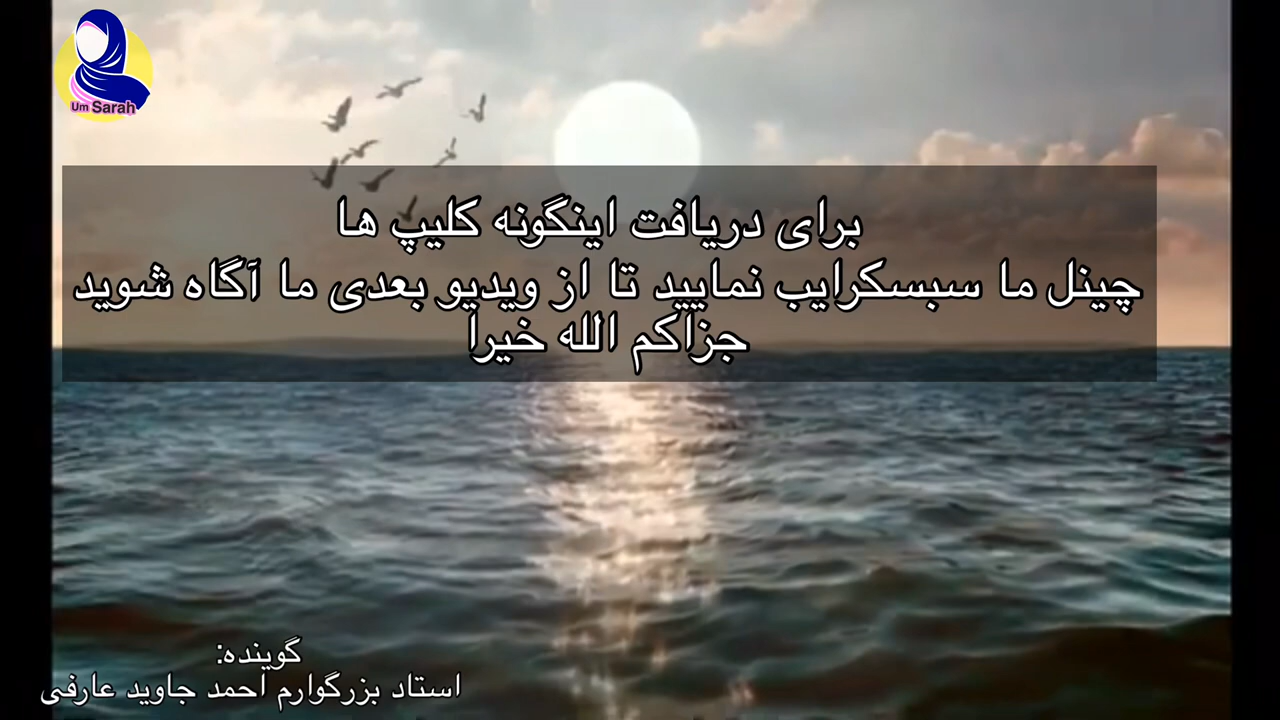 Um Sarah
برای دریافت اینگونه کلیپ ها
چینل ما سبسکرایب نمایید تا از ویدیو بعدی ما آگاه شوید
جزاکم الله خیرا
گوینده:
استاد بزرگوارم احمد جاوید عارفی